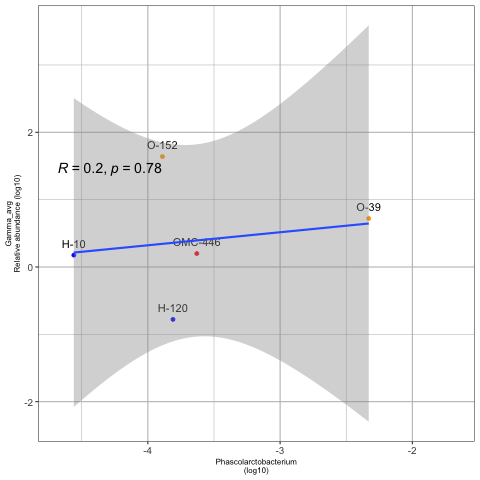 O-152
R = 0.2, p = 0.78
O-39
H-10
OMC-446
H-120
2
0
-2
-4
-3
-2
Gamma_avg
Relative abundance (log10)
Phascolarctobacterium
(log10)